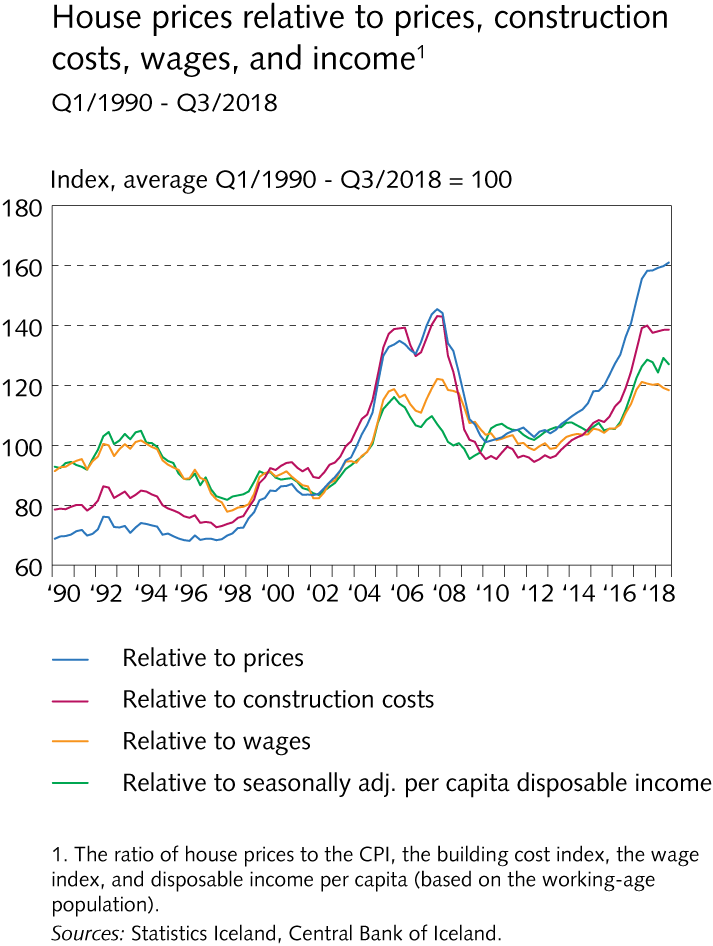 House prices relative to prices, construction
costs, wages, and income1
Q1/1990 - Q3/2018
Index, average Q1/1990 - Q3/2018 = 100
180
160
140
120
100
80
60
‘90 ‘92 ‘94 ‘96 ‘98 ‘00 ‘02 ‘04 ‘06 ‘08 ‘10 ‘12 ‘14 ‘16 ‘18
Relative to prices
Relative to construction costs
Relative to wages
Relative to seasonally adj. per capita disposable income
1. The ratio of house prices to the CPI, the building cost index, the wage
index, and disposable income per capita (based on the working-age
population).
Sources: Statistics Iceland, Central Bank of Iceland.